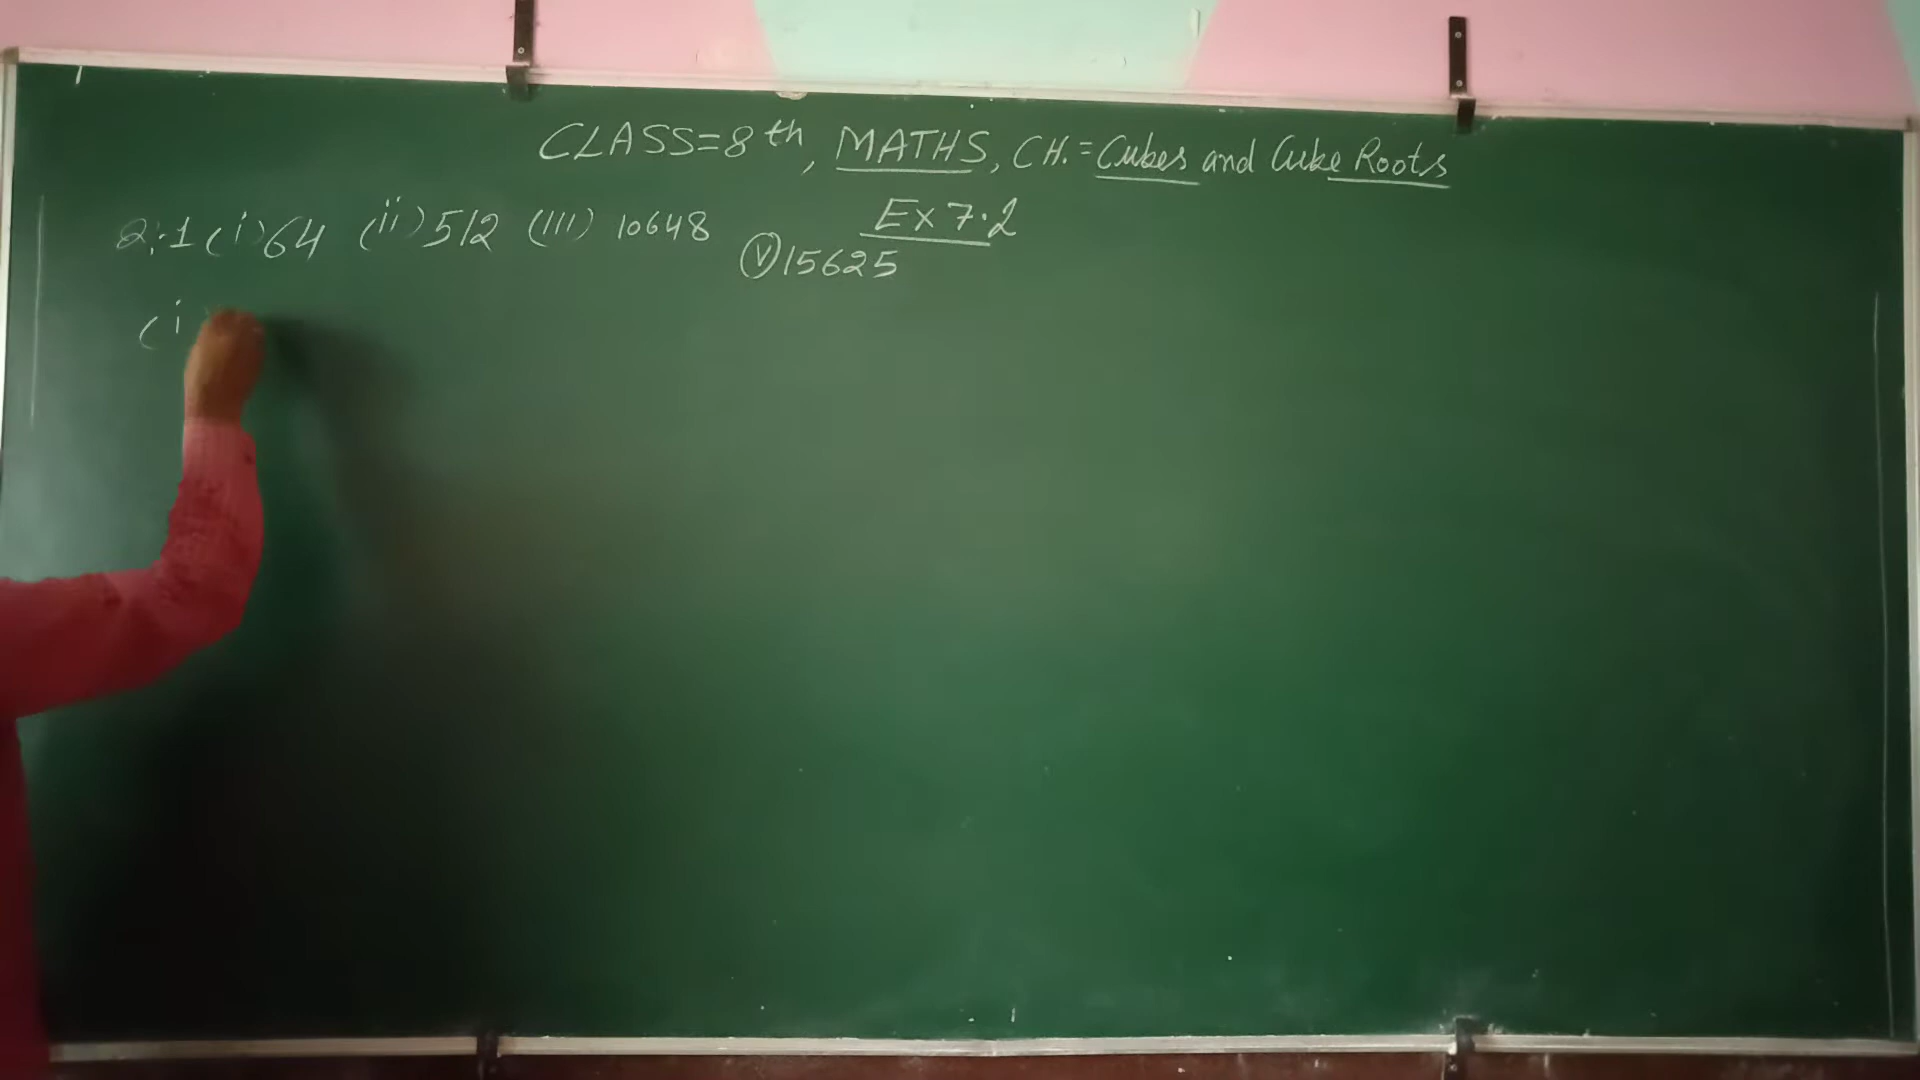 CLASS=8th, MATHS, CH.=Cubes and Cube Roots
Ex 7.2
Q:-1 (i) 64 (ii) 512 (iii) 10648 (v) 15625
(i)